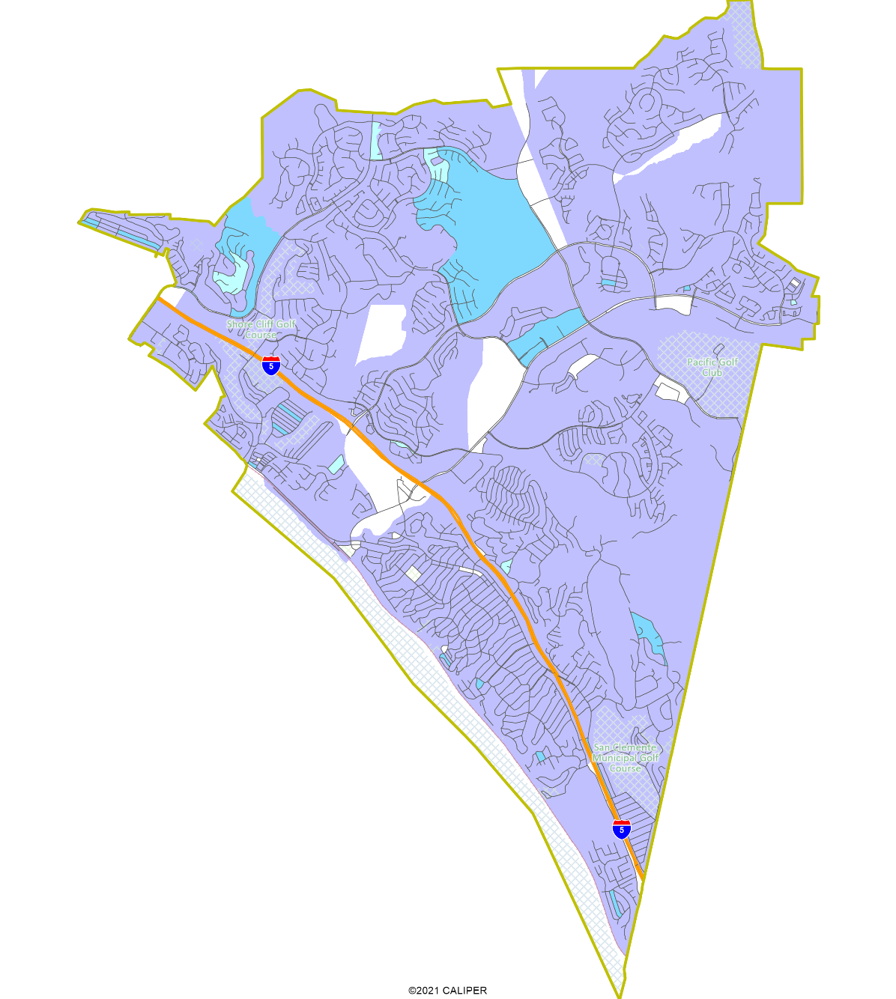 Shore Cliff Golf
Course
5
Pacific Golf
Club
San Clemente
Municipal Golf
Course
5
©2021 CALIPER